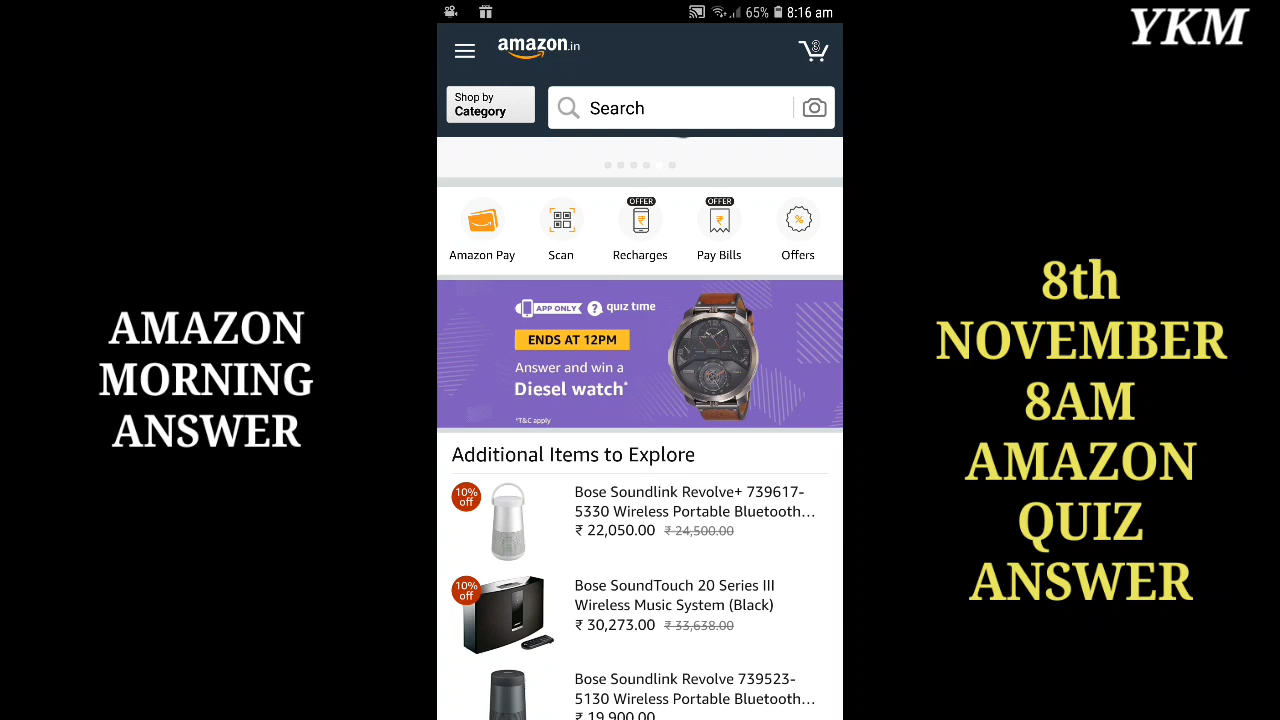 YKM
AMAZON
MORNING
ANSWER
65% 8:16 am
amazon.in
3
Shop by
Category
Search
OFFER
OFFER
Amazon Pay
Scan
Recharges
Pay Bills
Offers
APP ONLY
? quiz time
ENDS AT 12PM
Answer and win a
Diesel watch*
*T&C apply
Additional Items to Explore
10%
off
Bose Soundlink Revolve+ 739617-
5330 Wireless Portable Bluetooth...
₹ 22,050.00 ₹ 24,500.00
10%
off
Bose SoundTouch 20 Series III
Wireless Music System (Black)
₹ 30,273.00 ₹ 33,638.00
Bose Soundlink Revolve 739523-
5130 Wireless Portable Bluetooth...
₹ 19,900.00
8th
NOVEMBER
8AM
AMAZON
QUIZ
ANSWER